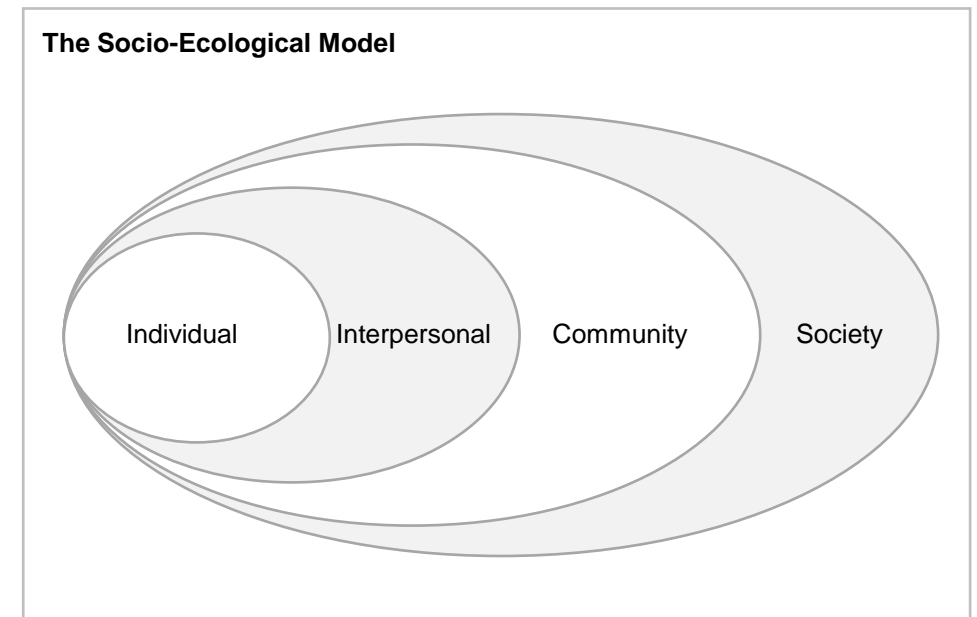 The Socio-Ecological Model
Individual Interpersonal Community Society